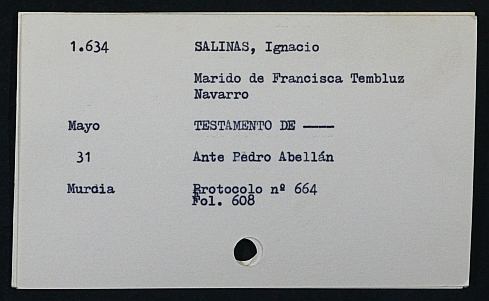 1.634 SALINAS, Ignacio
Marido de Francisca Tembluz
Navarro
Mayo TESTAMENTO DE ----
31 Ante Pedro Abellán
Murcia Protocolo nº 664
Fol. 608